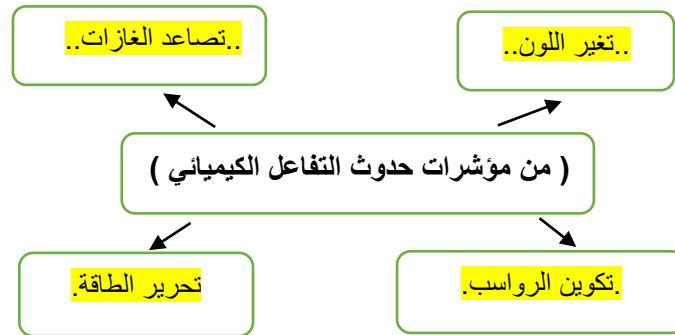 ..تغير اللون..
..تصاعد الغازات..
( من مؤشرات حدوث التفاعل الكيميائي )
.تكوين الرواسب.
تحرير الطاقة.